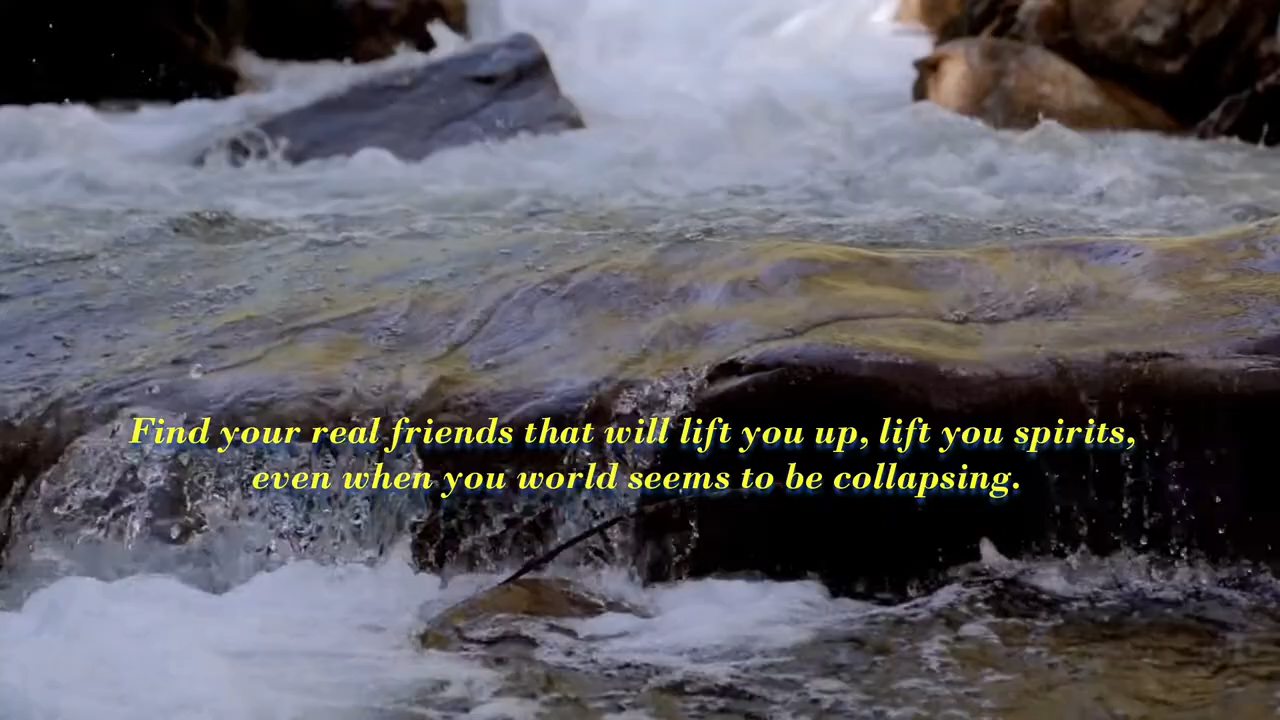 Find your real friends that will lift you up, lift you spirits,
even when you world seems to be collapsing.